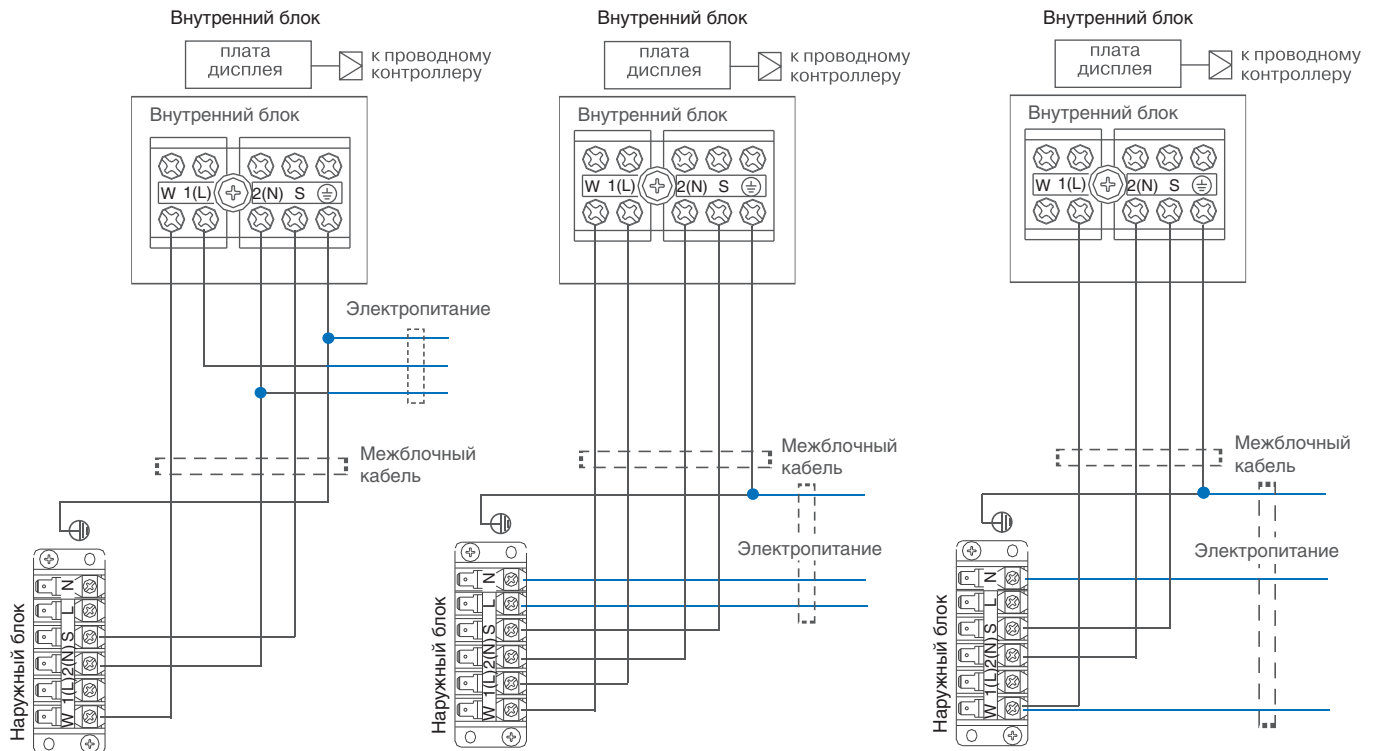 Внутренний блок
плата
дисплея
к проводному
контроллеру
Внутренний блок
W 1(L) 2(N) S
Электропитание
Межблочный
кабель
Наружный блок
N
L
S
2(N)
1(L)
W
Внутренний блок
плата
дисплея
к проводному
контроллеру
Внутренний блок
W 1(L) 2(N) S
Межблочный
кабель
Электропитание
Наружный блок
N
L
S
2(N)
1(L)
W
Внутренний блок
плата
дисплея
к проводному
контроллеру
Внутренний блок
W 1(L) 2(N) S
Межблочный
кабель
Электропитание
Наружный блок
N
L
S
2(N)
1(L)
W